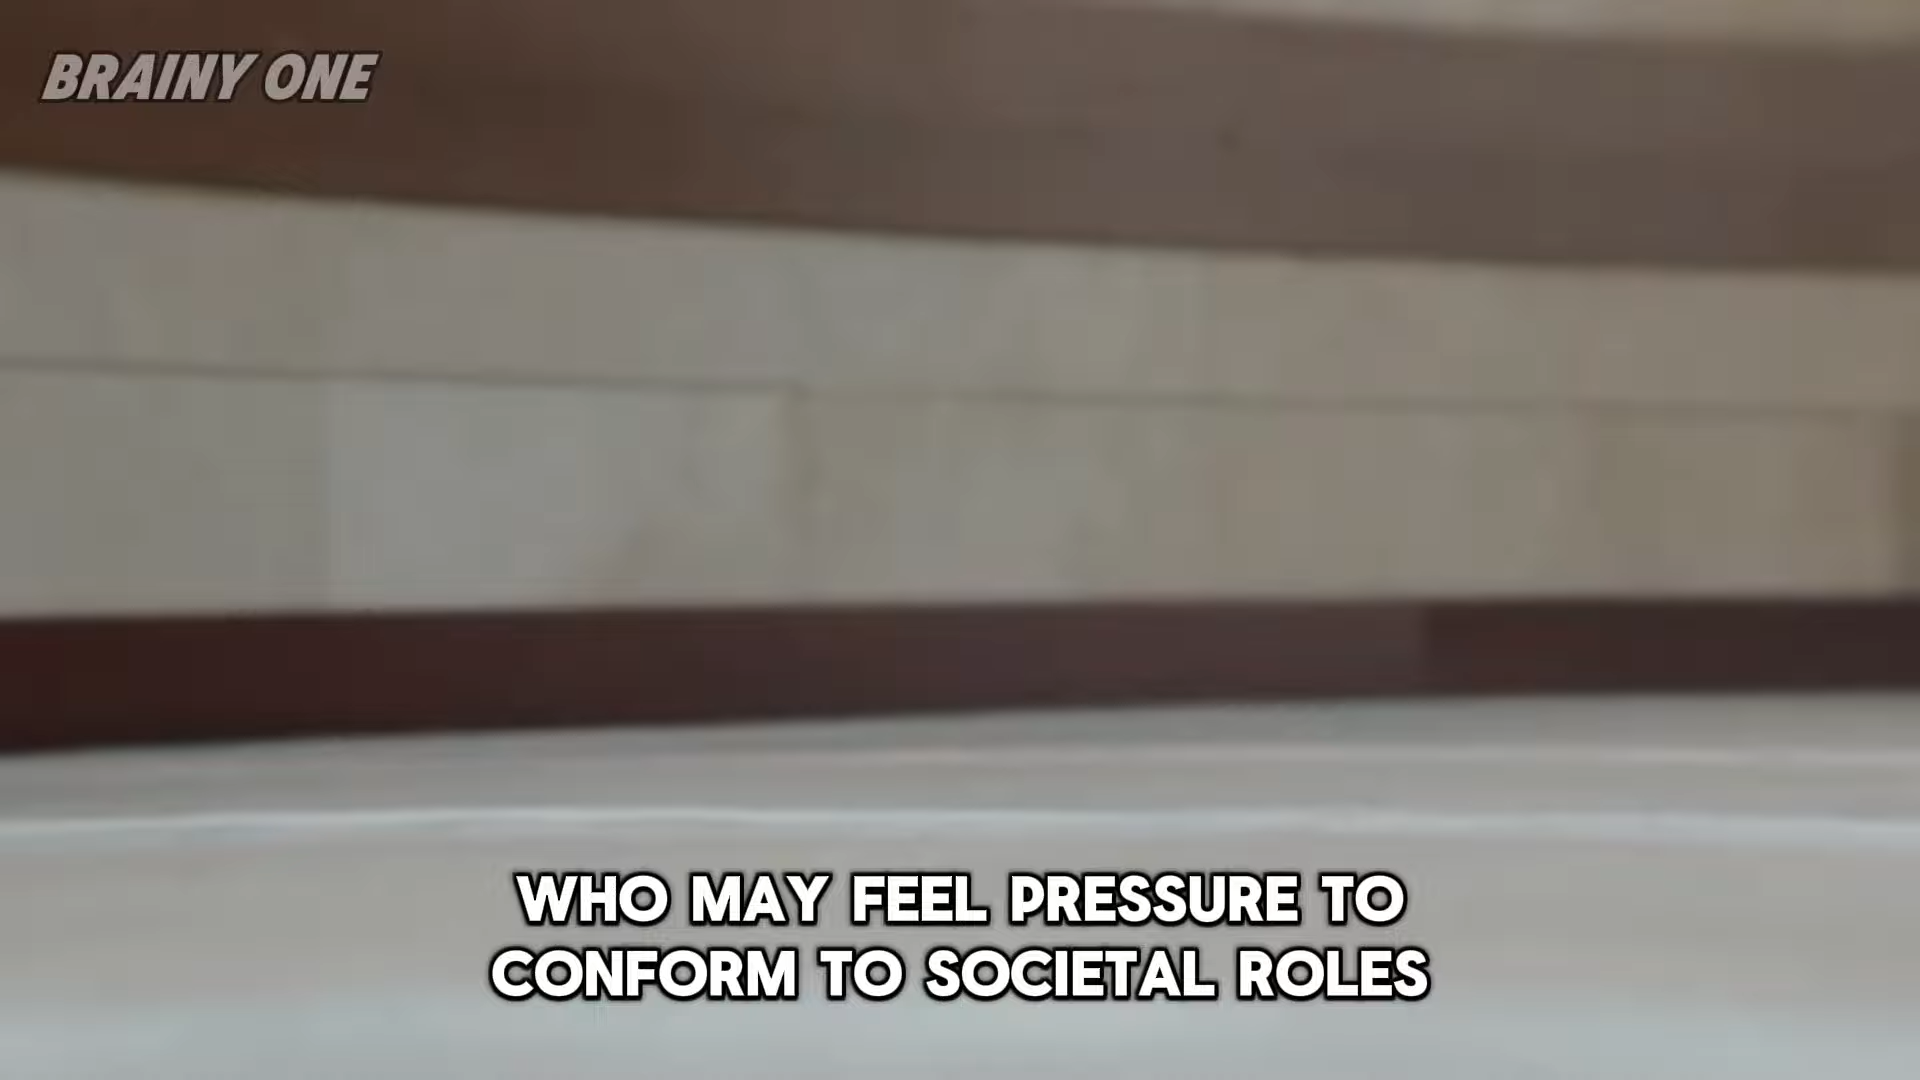 BRAINY ONE
WHO MAY FEEL PRESSURE TO
CONFORM TO SOCIETAL ROLES